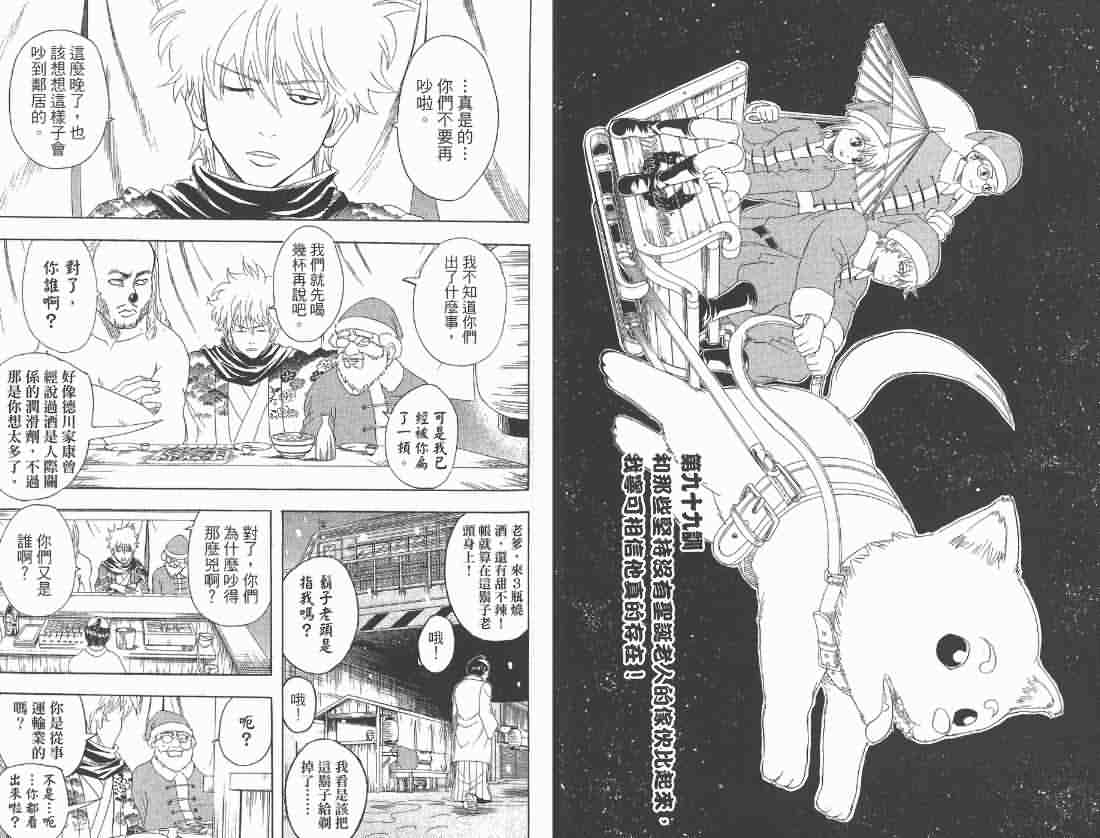 第九十九訓
和那些堅持沒有聖誕老人的傢伙比起來，
我寧可相信他真的存在！
…真是的…
你們不要再
吵啦。
這麼晚了，也
該想想這樣子會
吵到鄰居的。
我不知道你們
出了什麼事，
我們就先喝
幾杯再說吧。
可是我已
經被你扁
了一頓。
對了，
你誰啊？
好像德川家康曾
經說過酒是人際關
係的潤滑劑，不過
那是你想太多了。
老爹，來3瓶燒
酒，還有甜不辣！
帳就算在這鬍子老
頭身上！
鬍子老頭是
指我嗎？
哦！
哦！
我看是該把
這鬍子給剃
掉了……
對了，你們
為什麼吵得
那麼兇啊？
你們又是
誰啊？
呃？
你是從事
運輸業的
嗎？
不是…呃
…你都看
出來啦？